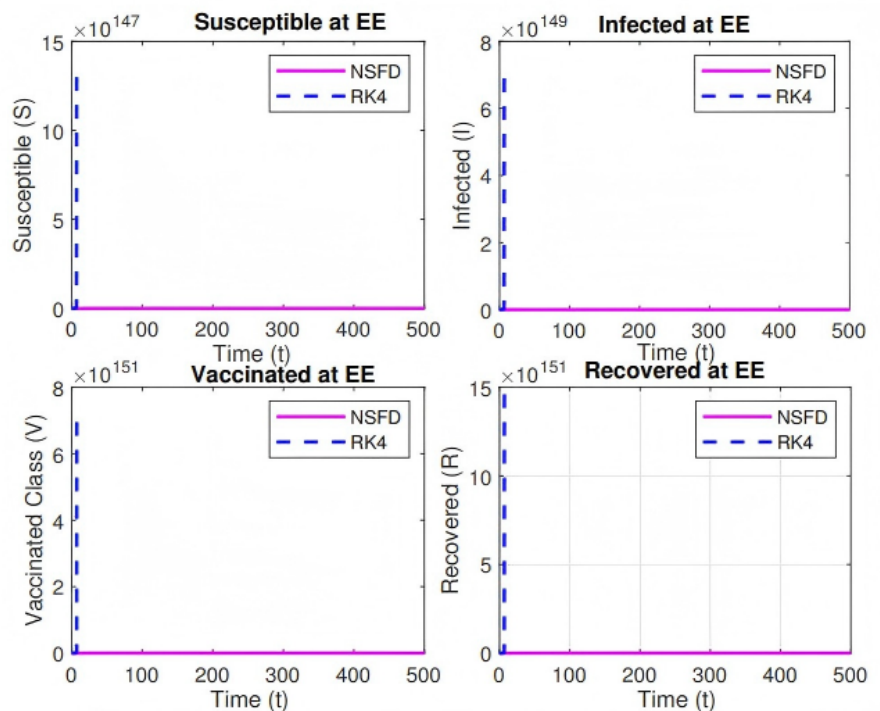 ×10^147
Susceptible at EE
15
10
5
0
Susceptible (S)
NSFD
RK4
0 100 200 300 400 500
Time (t)
×10^149
Infected at EE
8
6
4
2
0
Infected (I)
NSFD
RK4
0 100 200 300 400 500
Time (t)
×10^151
Vaccinated at EE
8
6
4
2
0
Vaccinated Class (V)
NSFD
RK4
0 100 200 300 400 500
Time (t)
×10^151
Recovered at EE
15
10
5
0
Recovered (R)
NSFD
RK4
0 100 200 300 400 500
Time (t)